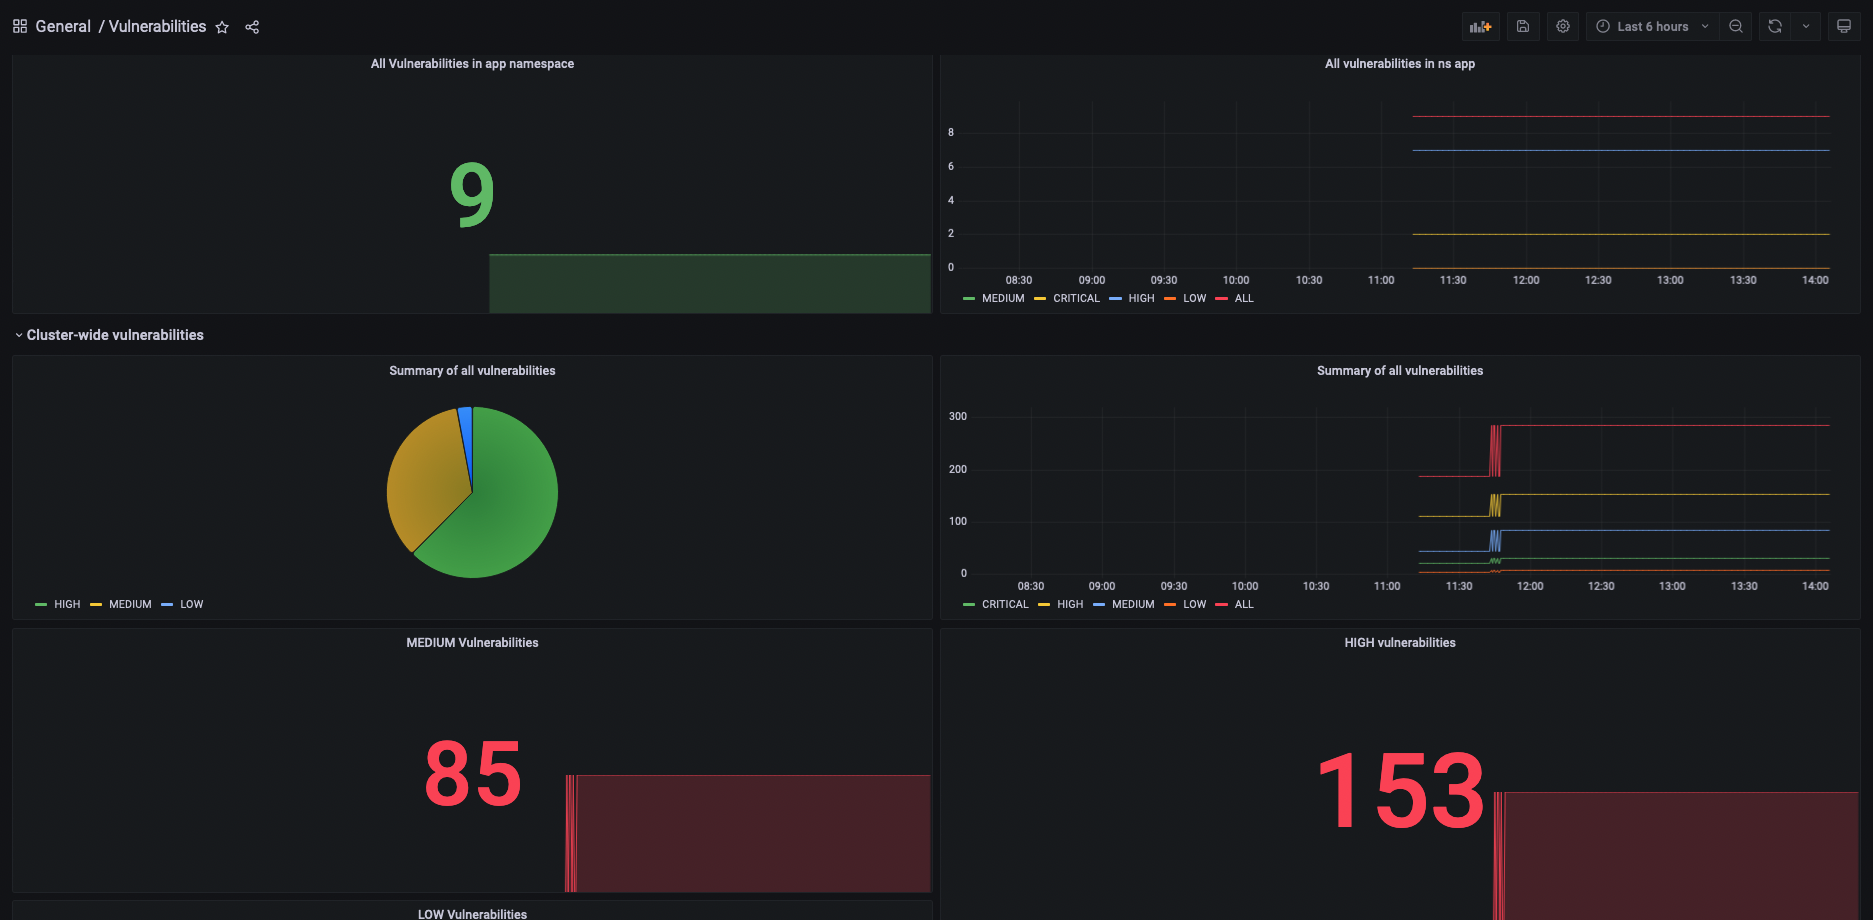 General / Vulnerabilities
Last 6 hours
All Vulnerabilities in app namespace
9
All vulnerabilities in ns app
8
6
4
2
0
08:30 09:00 09:30 10:00 10:30 11:00 11:30 12:00 12:30 13:00 13:30 14:00
MEDIUM CRITICAL HIGH LOW ALL
Cluster-wide vulnerabilities
Summary of all vulnerabilities
HIGH MEDIUM LOW
Summary of all vulnerabilities
300
200
100
0
08:30 09:00 09:30 10:00 10:30 11:00 11:30 12:00 12:30 13:00 13:30 14:00
CRITICAL HIGH MEDIUM LOW ALL
MEDIUM Vulnerabilities
85
HIGH vulnerabilities
153
LOW Vulnerabilities